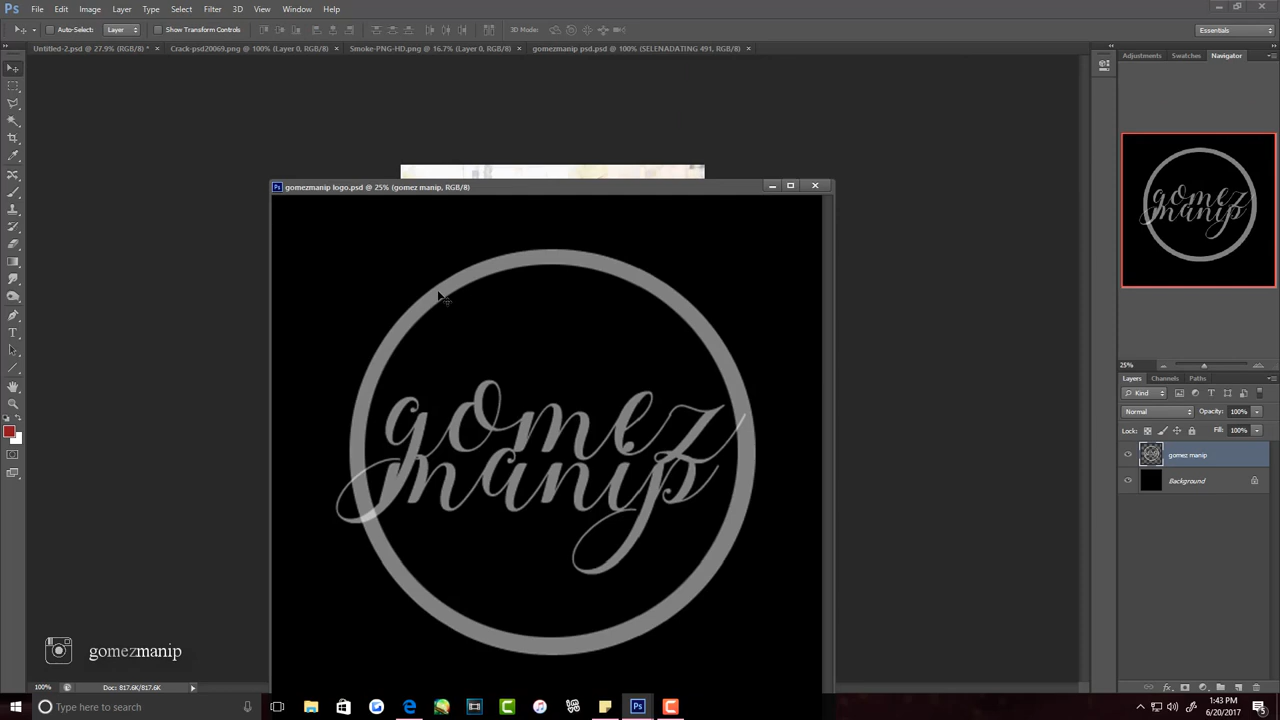 Ps File Edit Image Layer Type Select Filter 3D View Window Help
Auto-Select: Layer Show Transform Controls 3D Mode: Essentials
Untitled-2.psd @ 27.9% (RGB/8) * × Crack-psd20069.png @ 100% (Layer 0, RGB/8) × Smoke-PNG-HD.png @ 16.7% (Layer 0, RGB/8) × gomezmanip psd.psd @ 100% (SELENADATING 491, RGB/8) ×
Adjustments Swatches Navigator
Ps gomezmanip logo.psd @ 25% (gomez manip, RGB/8)
gomez
manip
gomez
manip
25%
Layers Channels Paths
Kind
Normal Opacity: 100%
Lock: Fill: 100%
gomez manip
Background
gomezmanip
100% Doc: 817.6K/817.6K
Type here to search
Ps
1:43 PM
6/20/2017